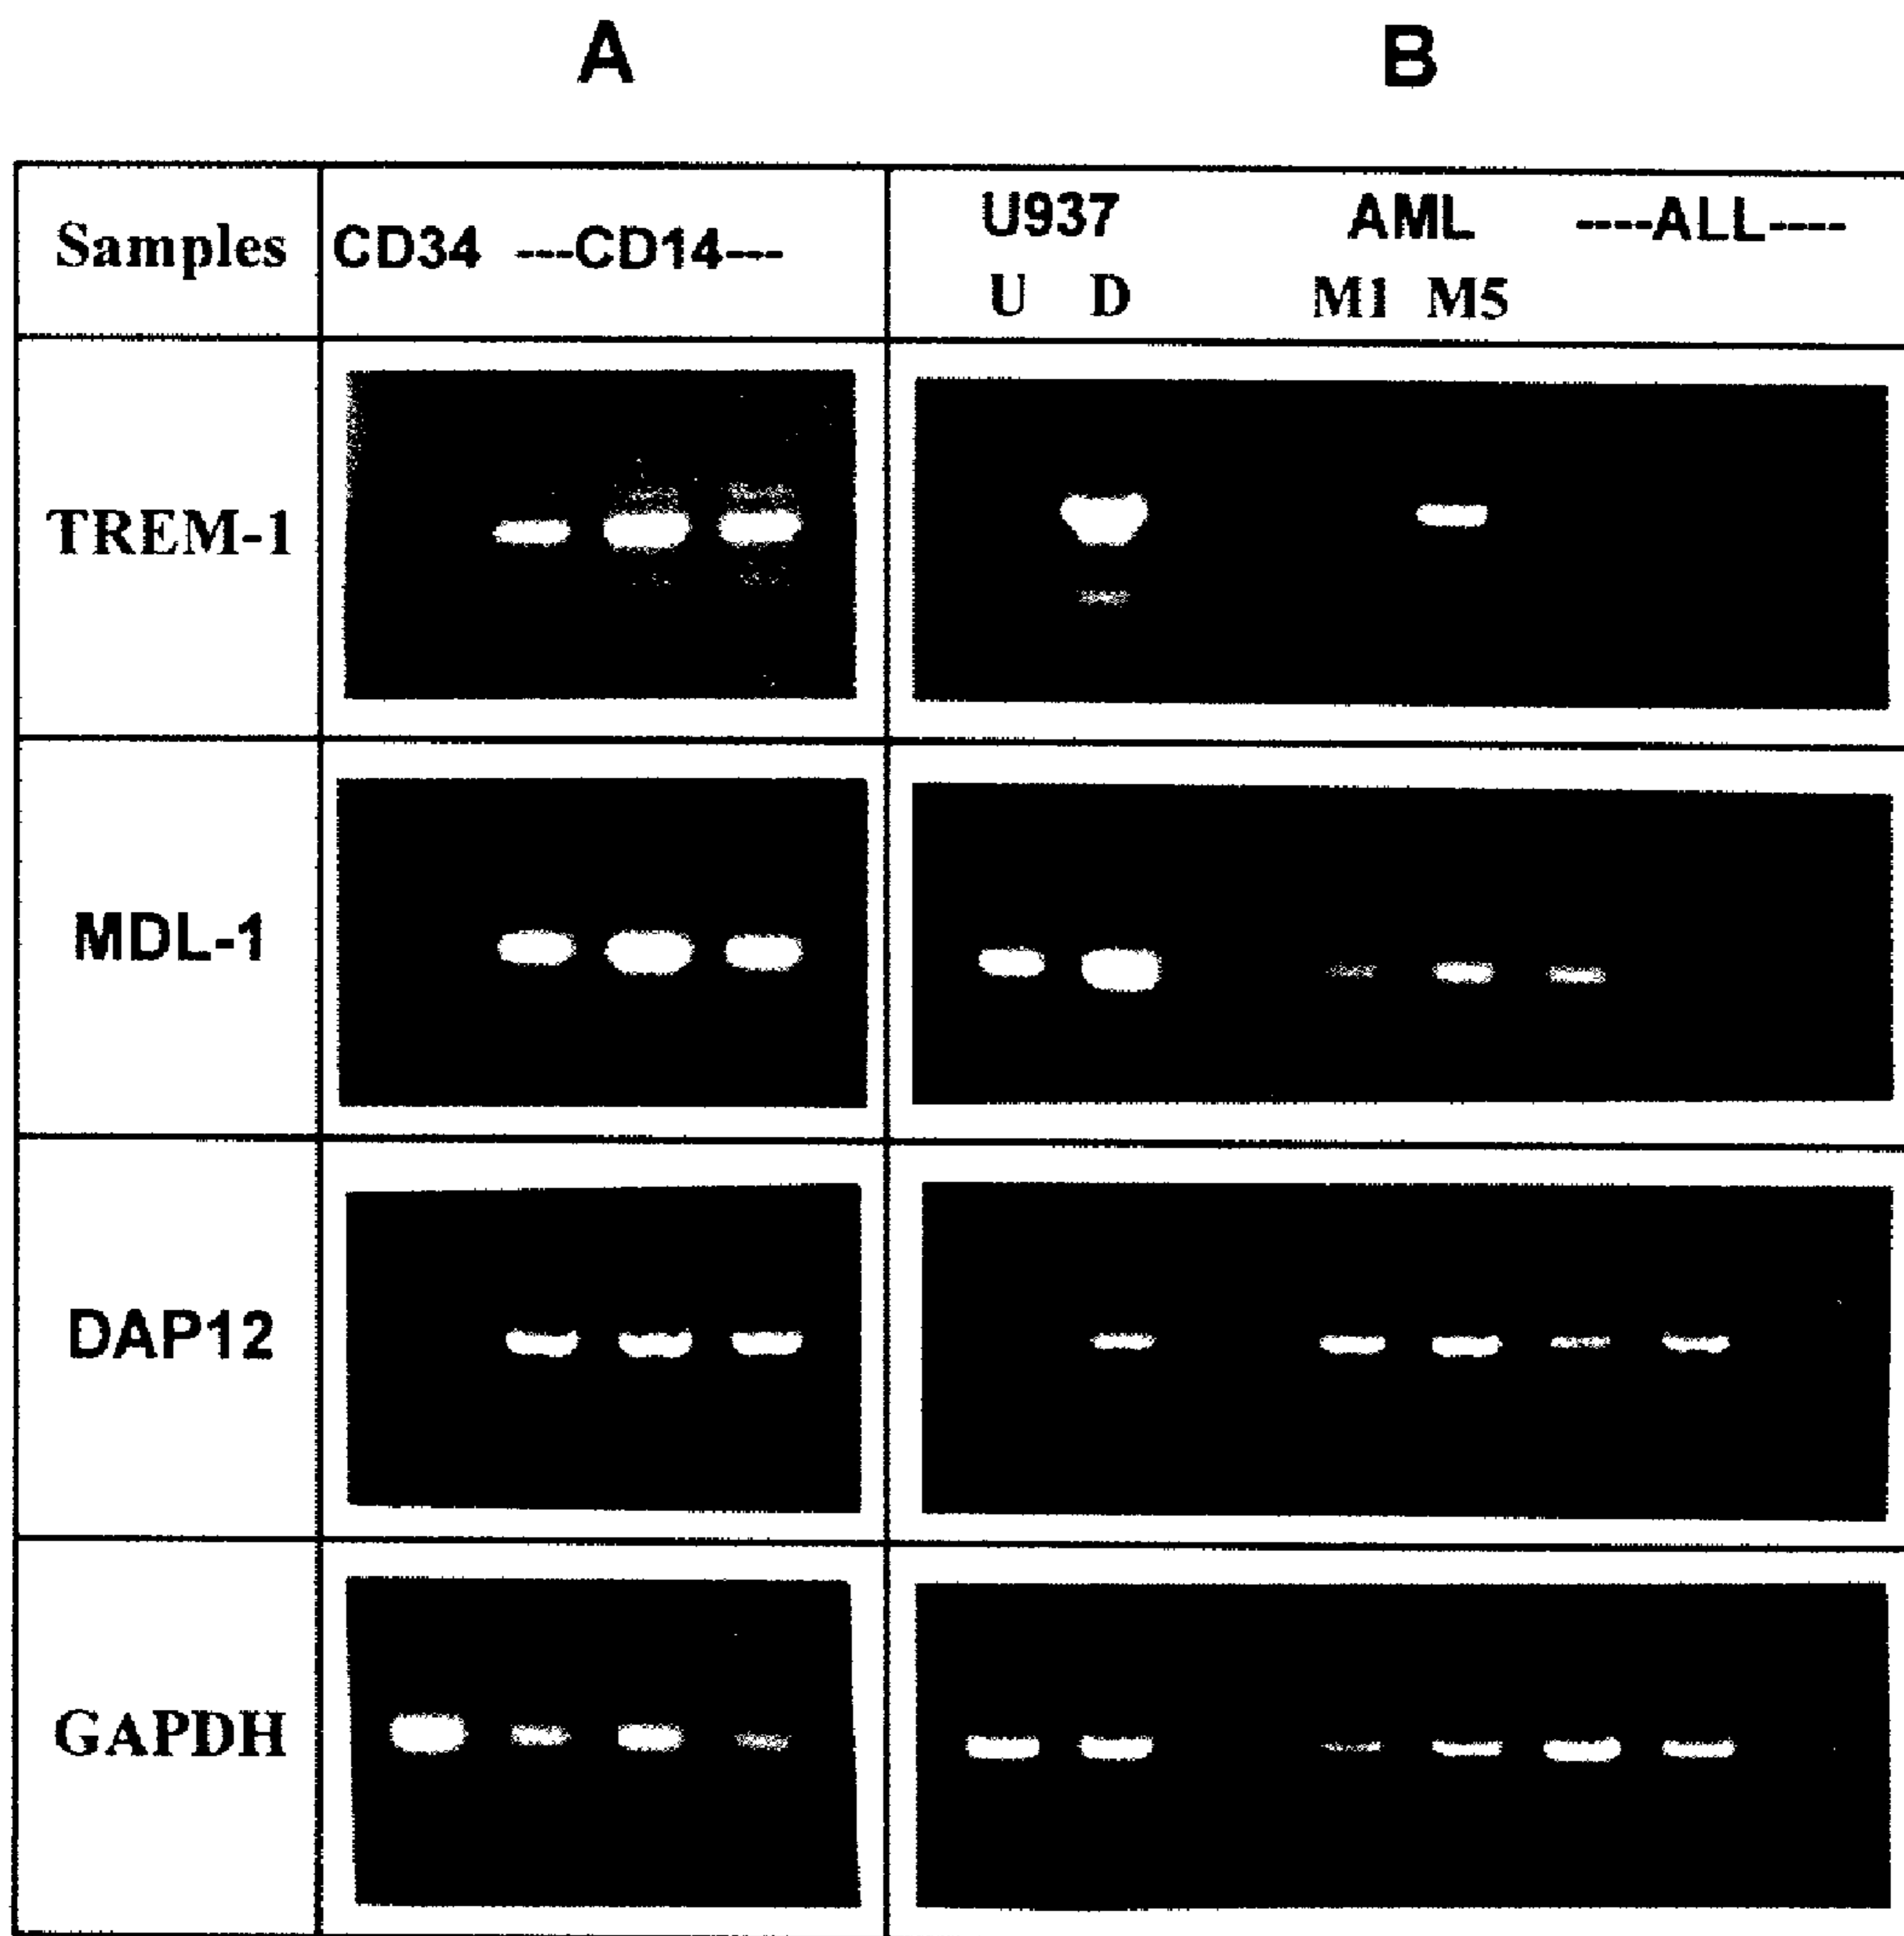 A B
Samples CD34 ---CD14--- U937 AML ----ALL----
U D M1 M5
TREM-1
MDL-1
DAP12
GAPDH